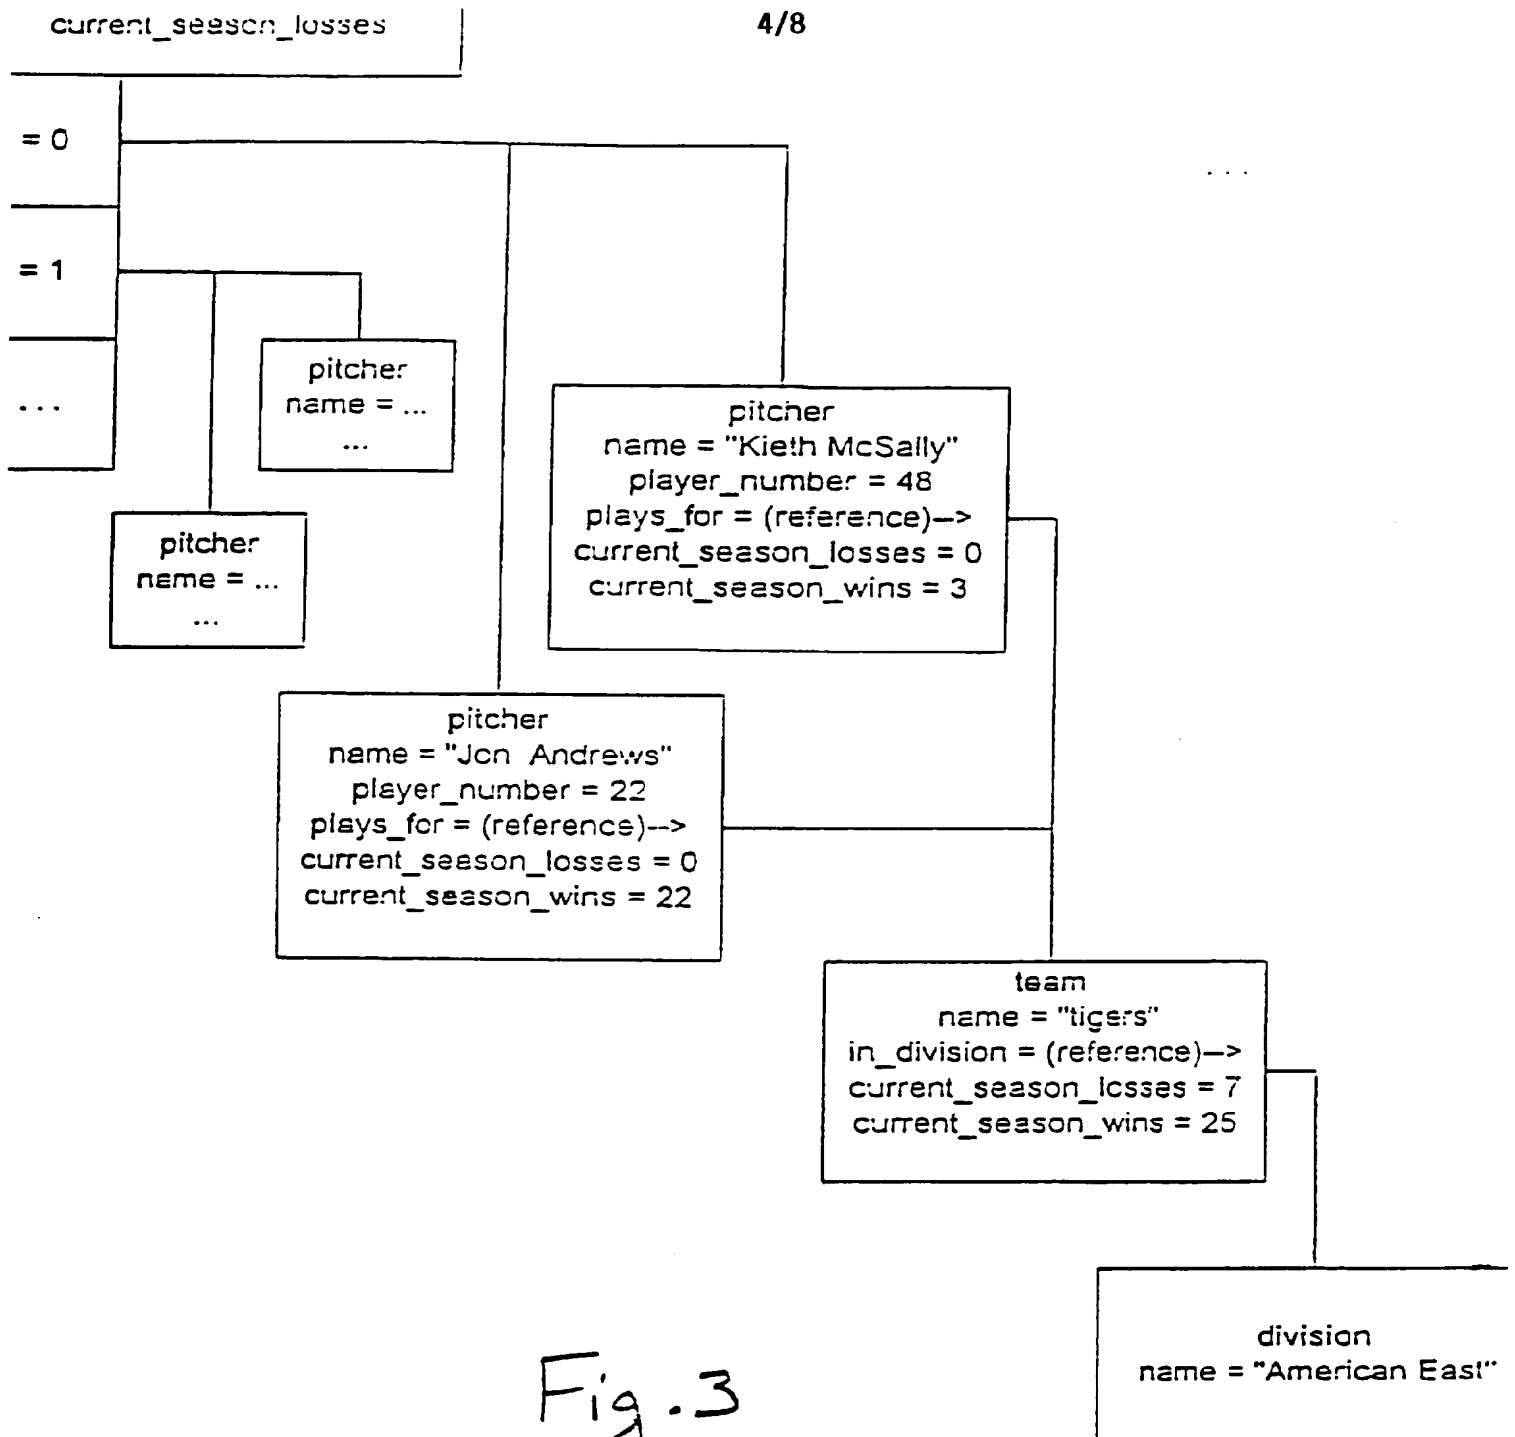 current_season_losses
4/8
= 0
. . .
= 1
. . .
pitcher
name = ...
...
pitcher
name = ...
...
pitcher
name = "Kieth McSally"
player_number = 48
plays_for = (reference)-->
current_season_losses = 0
current_season_wins = 3
pitcher
name = "Jon Andrews"
player_number = 22
plays_for = (reference)-->
current_season_losses = 0
current_season_wins = 22
team
name = "tigers"
in_division = (reference)-->
current_season_losses = 7
current_season_wins = 25
division
name = "American East"
Fig. 3